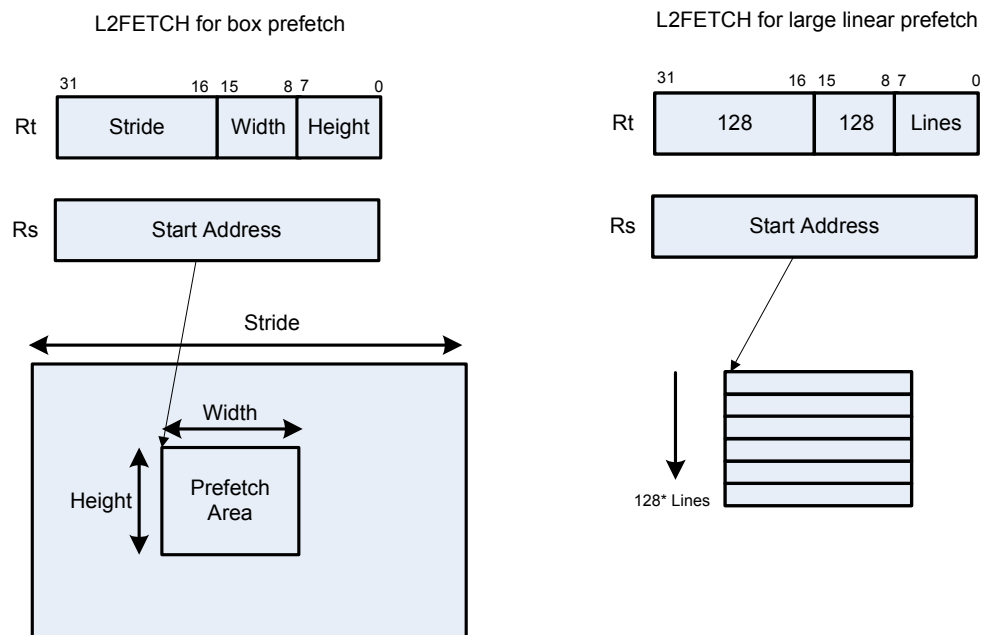 L2FETCH for box prefetch
31 16 15 8 7 0
Rt Stride Width Height
Rs Start Address
Stride
Width
Height
Prefetch
Area
L2FETCH for large linear prefetch
31 16 15 8 7 0
Rt 128 128 Lines
Rs Start Address
128* Lines